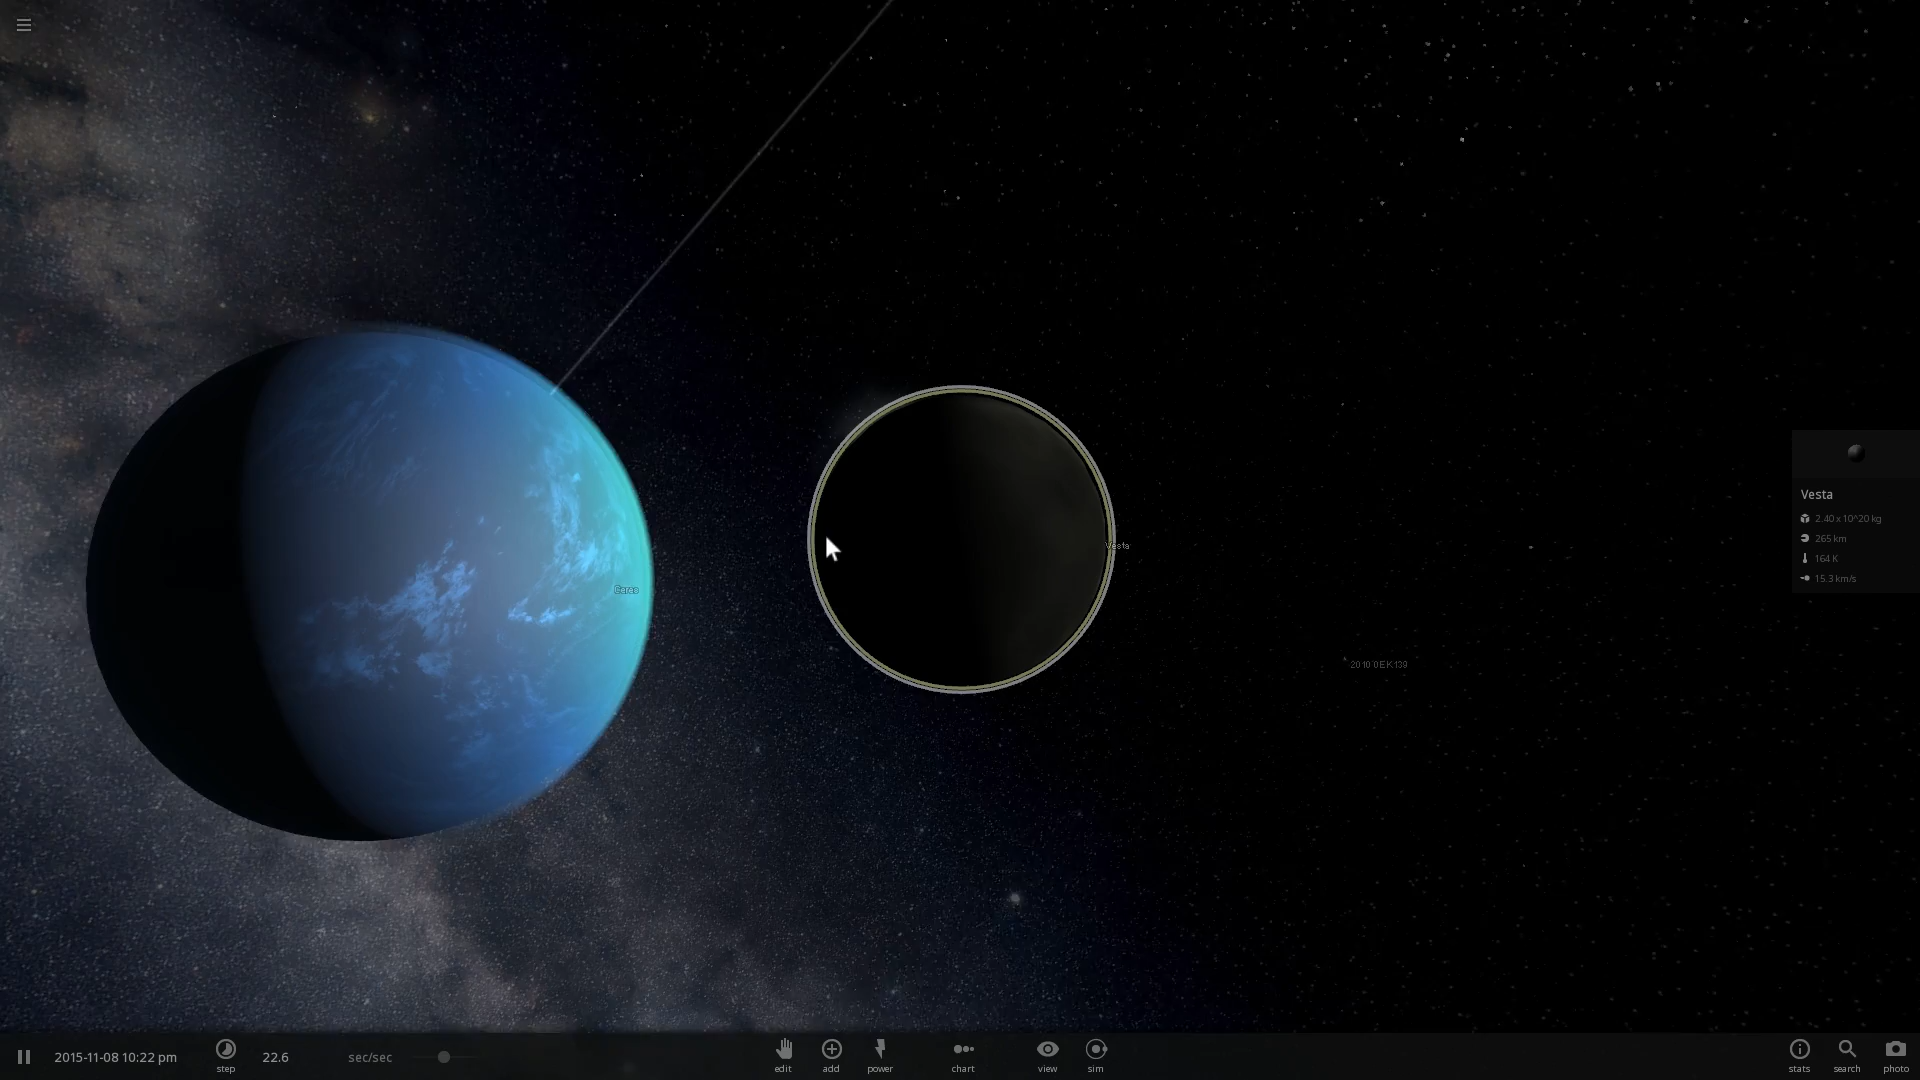 Ceres
Vesta
2010 EK139
Vesta
2.40 x 10^20 kg
265 km
164 K
15.3 km/s
2015-11-08 10:22 pm
step
22.6
sec/sec
edit
add
power
chart
view
sim
stats
search
photo